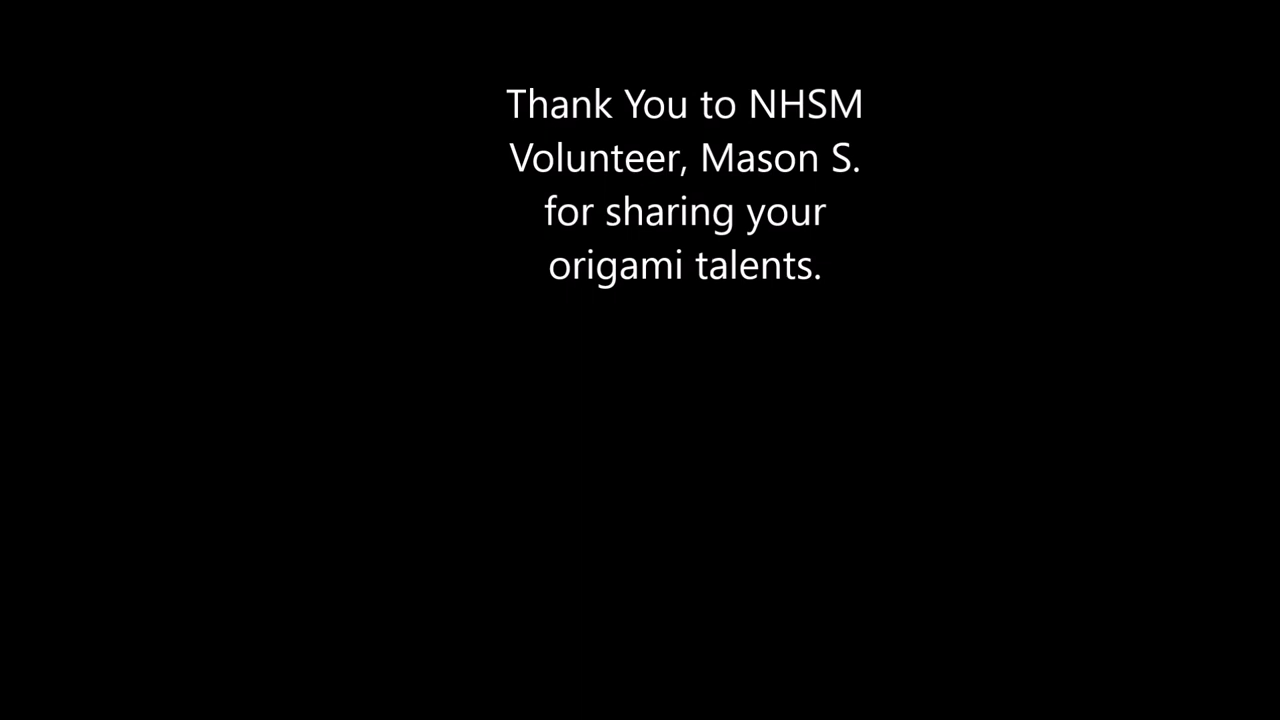 Thank You to NHSM
Volunteer, Mason S.
for sharing your
origami talents.